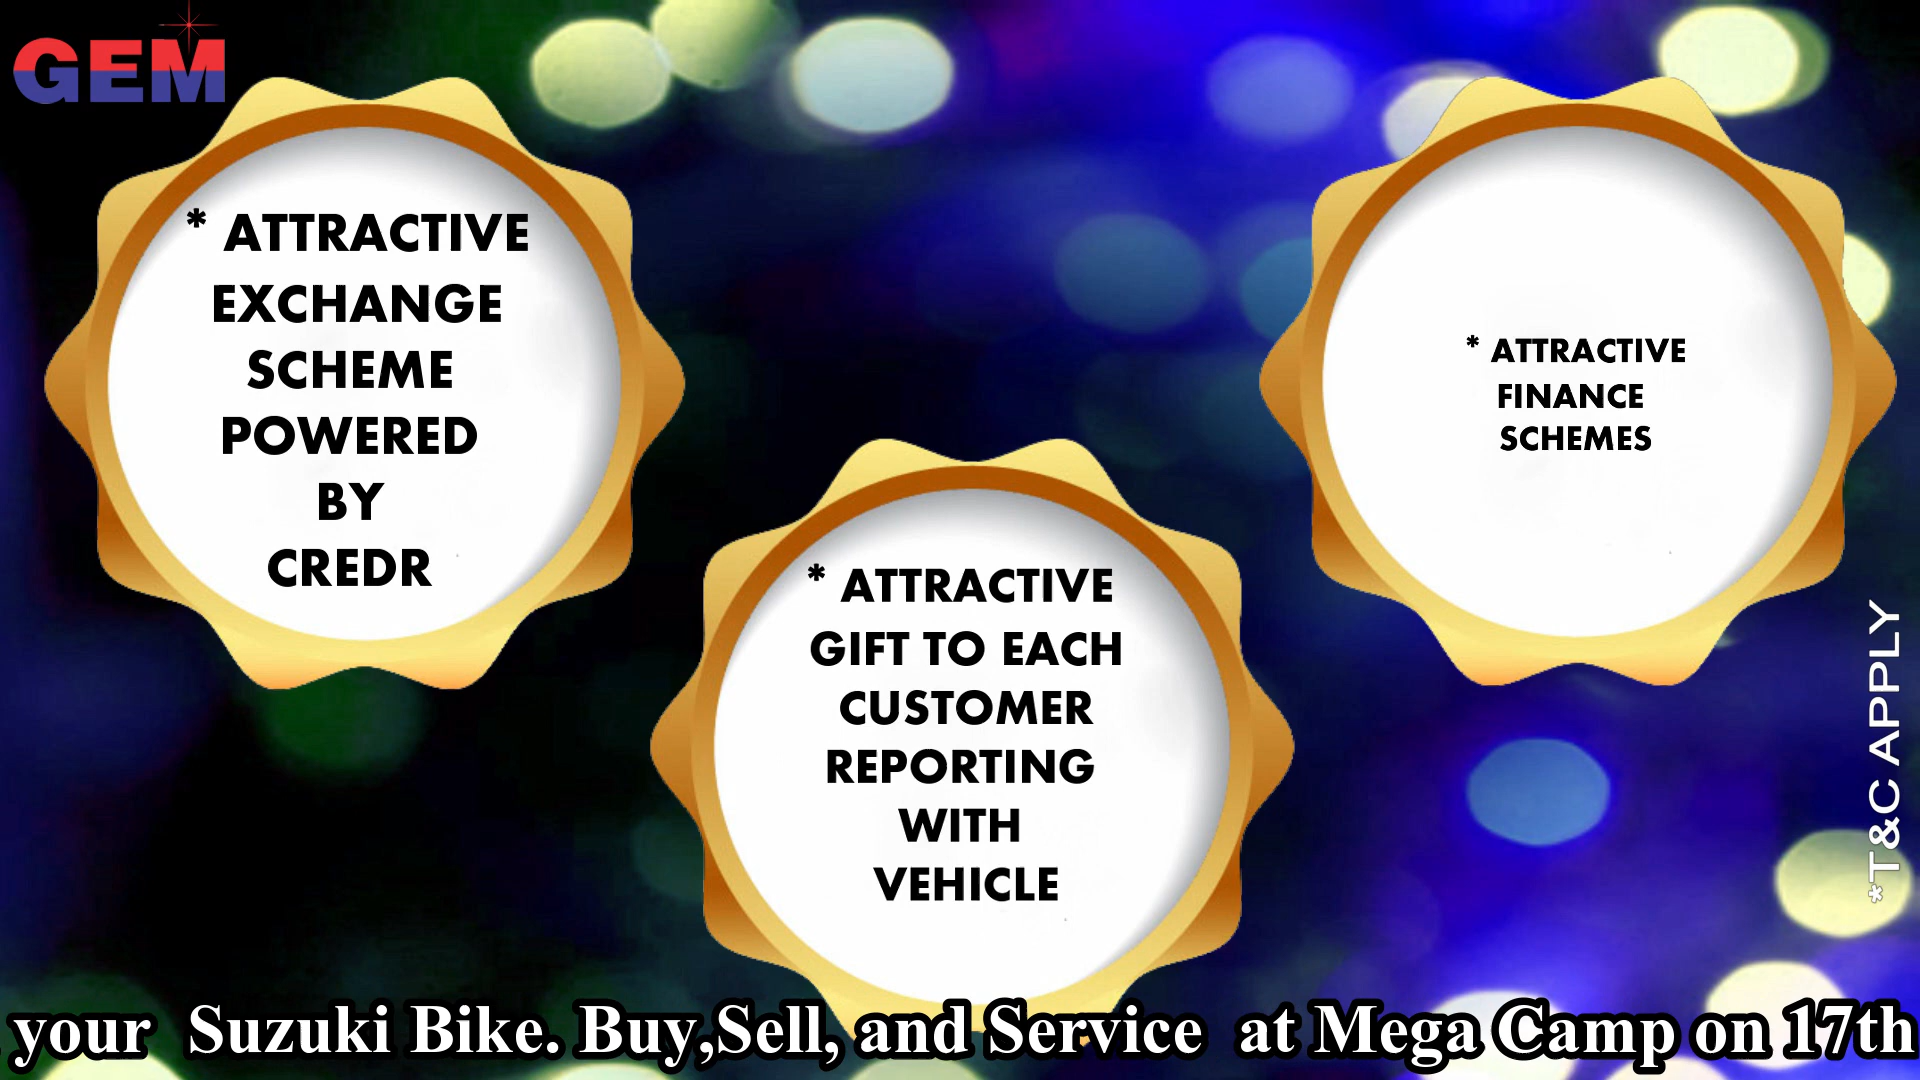 GEM
* ATTRACTIVE
EXCHANGE
SCHEME
POWERED
BY
CREDR
* ATTRACTIVE
GIFT TO EACH
CUSTOMER
REPORTING
WITH
VEHICLE
* ATTRACTIVE
FINANCE
SCHEMES
*T&C APPLY
your Suzuki Bike. Buy,Sell, and Service at Mega Camp on 17th